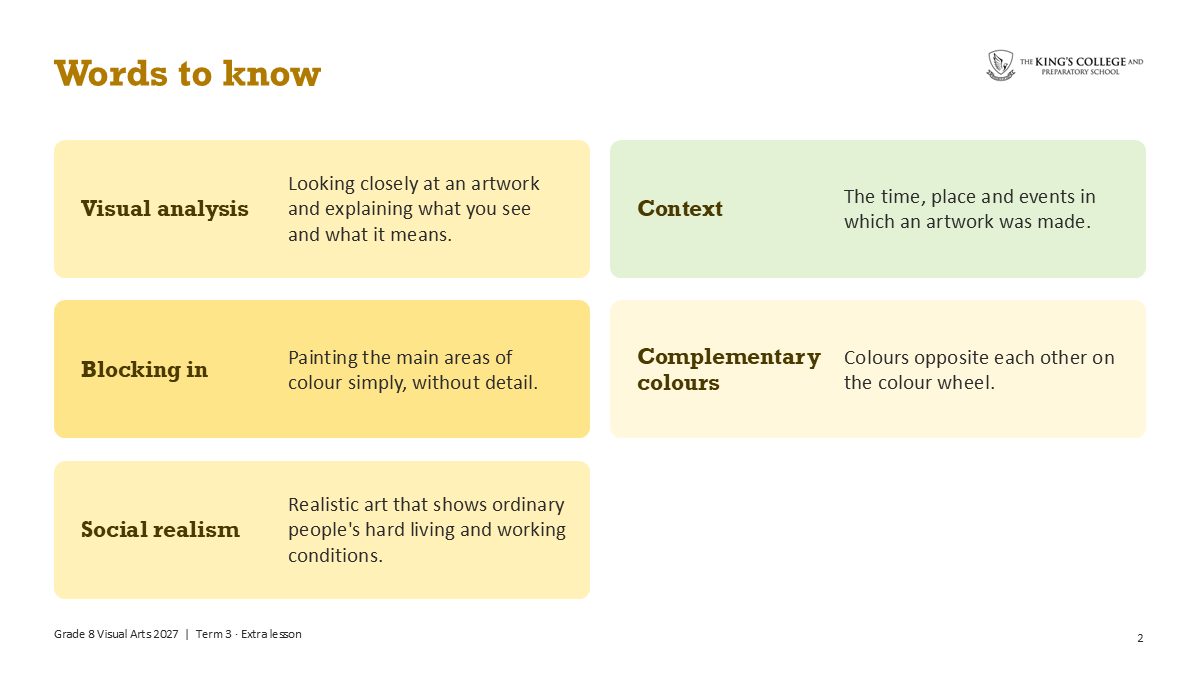 Words to know
THE KING'S COLLEGE AND
PREPARATORY SCHOOL
Visual analysis
Looking closely at an artwork
and explaining what you see
and what it means.
Context
The time, place and events in
which an artwork was made.
Blocking in
Painting the main areas of
colour simply, without detail.
Complementary
colours
Colours opposite each other on
the colour wheel.
Social realism
Realistic art that shows ordinary
people's hard living and working
conditions.
Grade 8 Visual Arts 2027 | Term 3 · Extra lesson
2